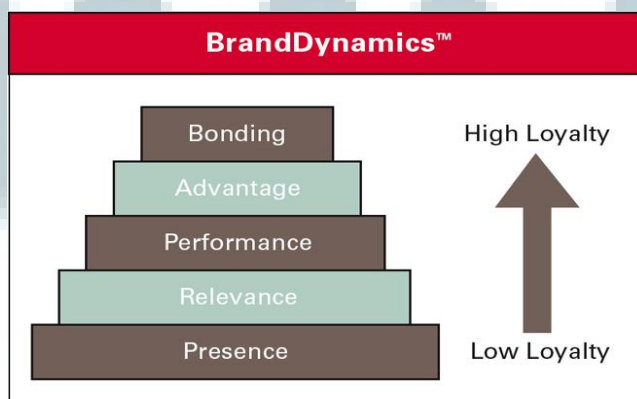 BrandDynamics™
Bonding
High Loyalty
Advantage
Performance
Relevance
Presence
Low Loyalty